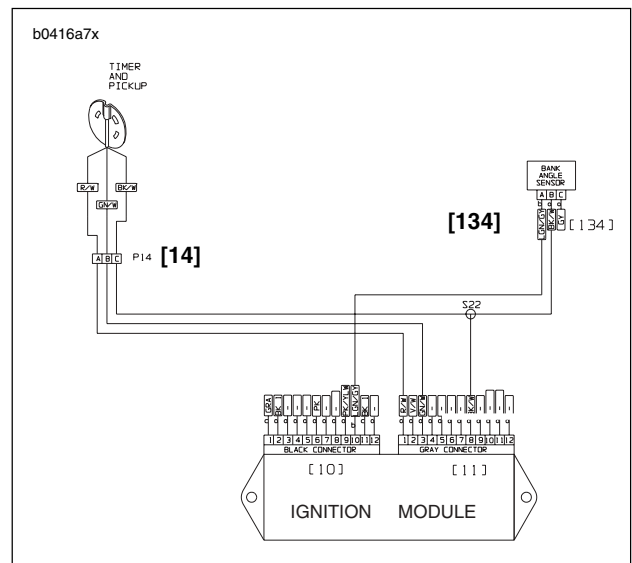 b0416a7x
TIMER
AND
PICKUP
R/W
BK/W
GN/W
A B C
P14 [14]
BANK
ANGLE
SENSOR
A B C
LGN/GY
BK/W
GY
[134] [134]
S22
GRA
BK
PK
PK/YLW
LGN/GY
BK
R/W
V/W
GN/W
K/W
1 2 3 4 5 6 7 8 9 10 11 12
BLACK CONNECTOR
1 2 3 4 5 6 7 8 9 10 11 12
GRAY CONNECTOR
[10] [11]
IGNITION MODULE